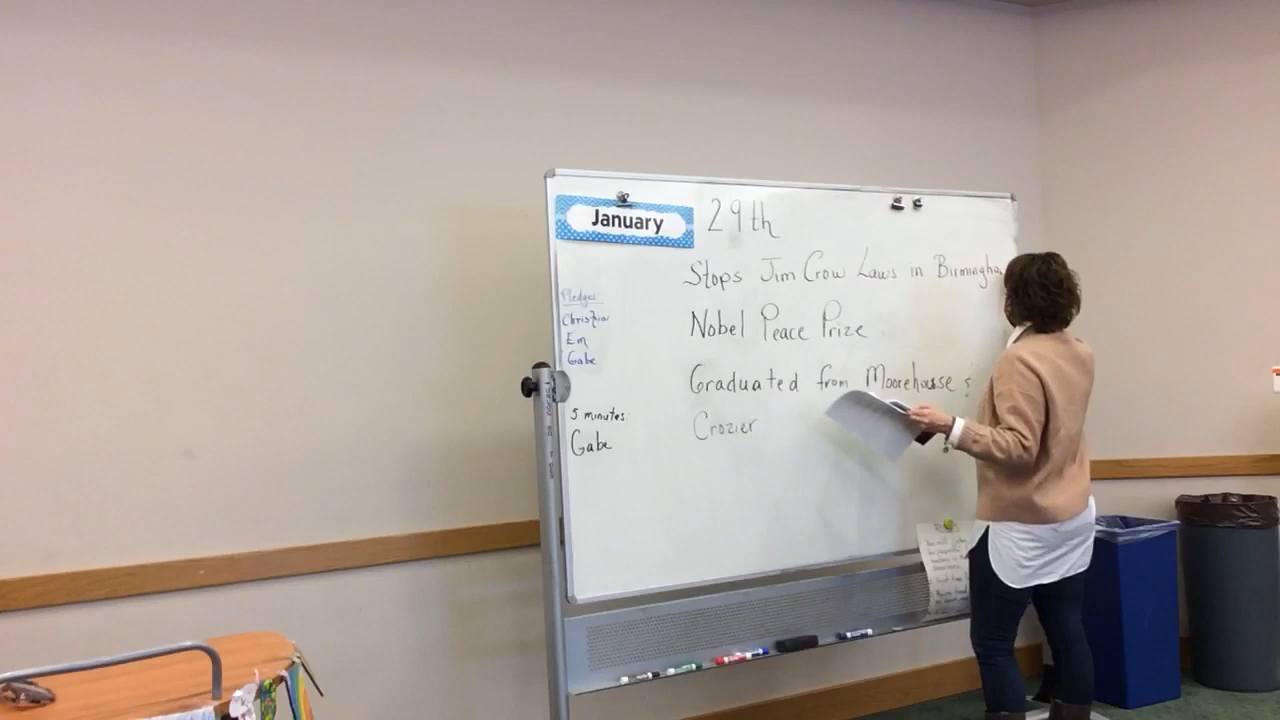 January 29th
Stops Jim Crow Laws in Birmingha
Pledges
Christian
Em
Gabe
Nobel Peace Prize
Graduated from Moorehouse
Crozier
5 minutes:
Gabe